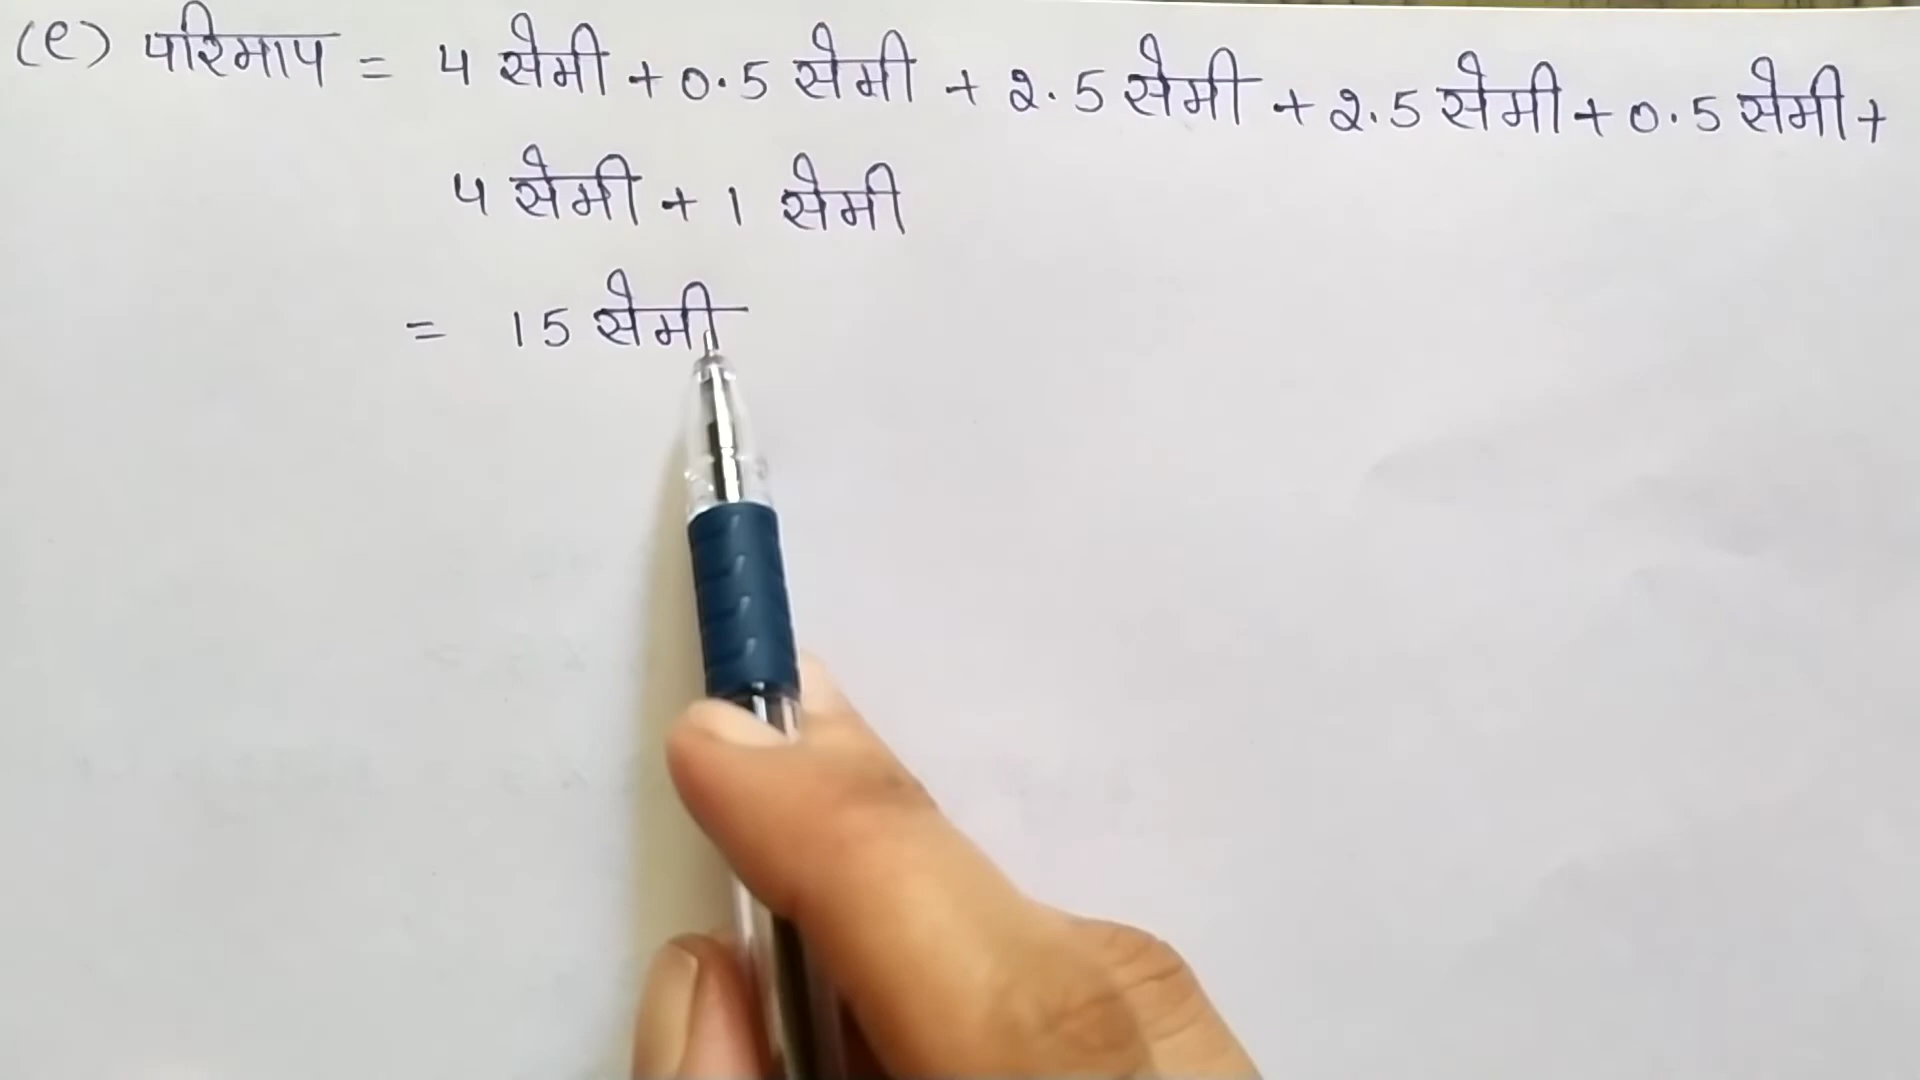 (e) परिमाप = 4 सेमी + 0.5 सेमी + 2.5 सेमी + 2.5 सेमी + 0.5 सेमी +
4 सेमी + 1 सेमी
= 15 सेमी